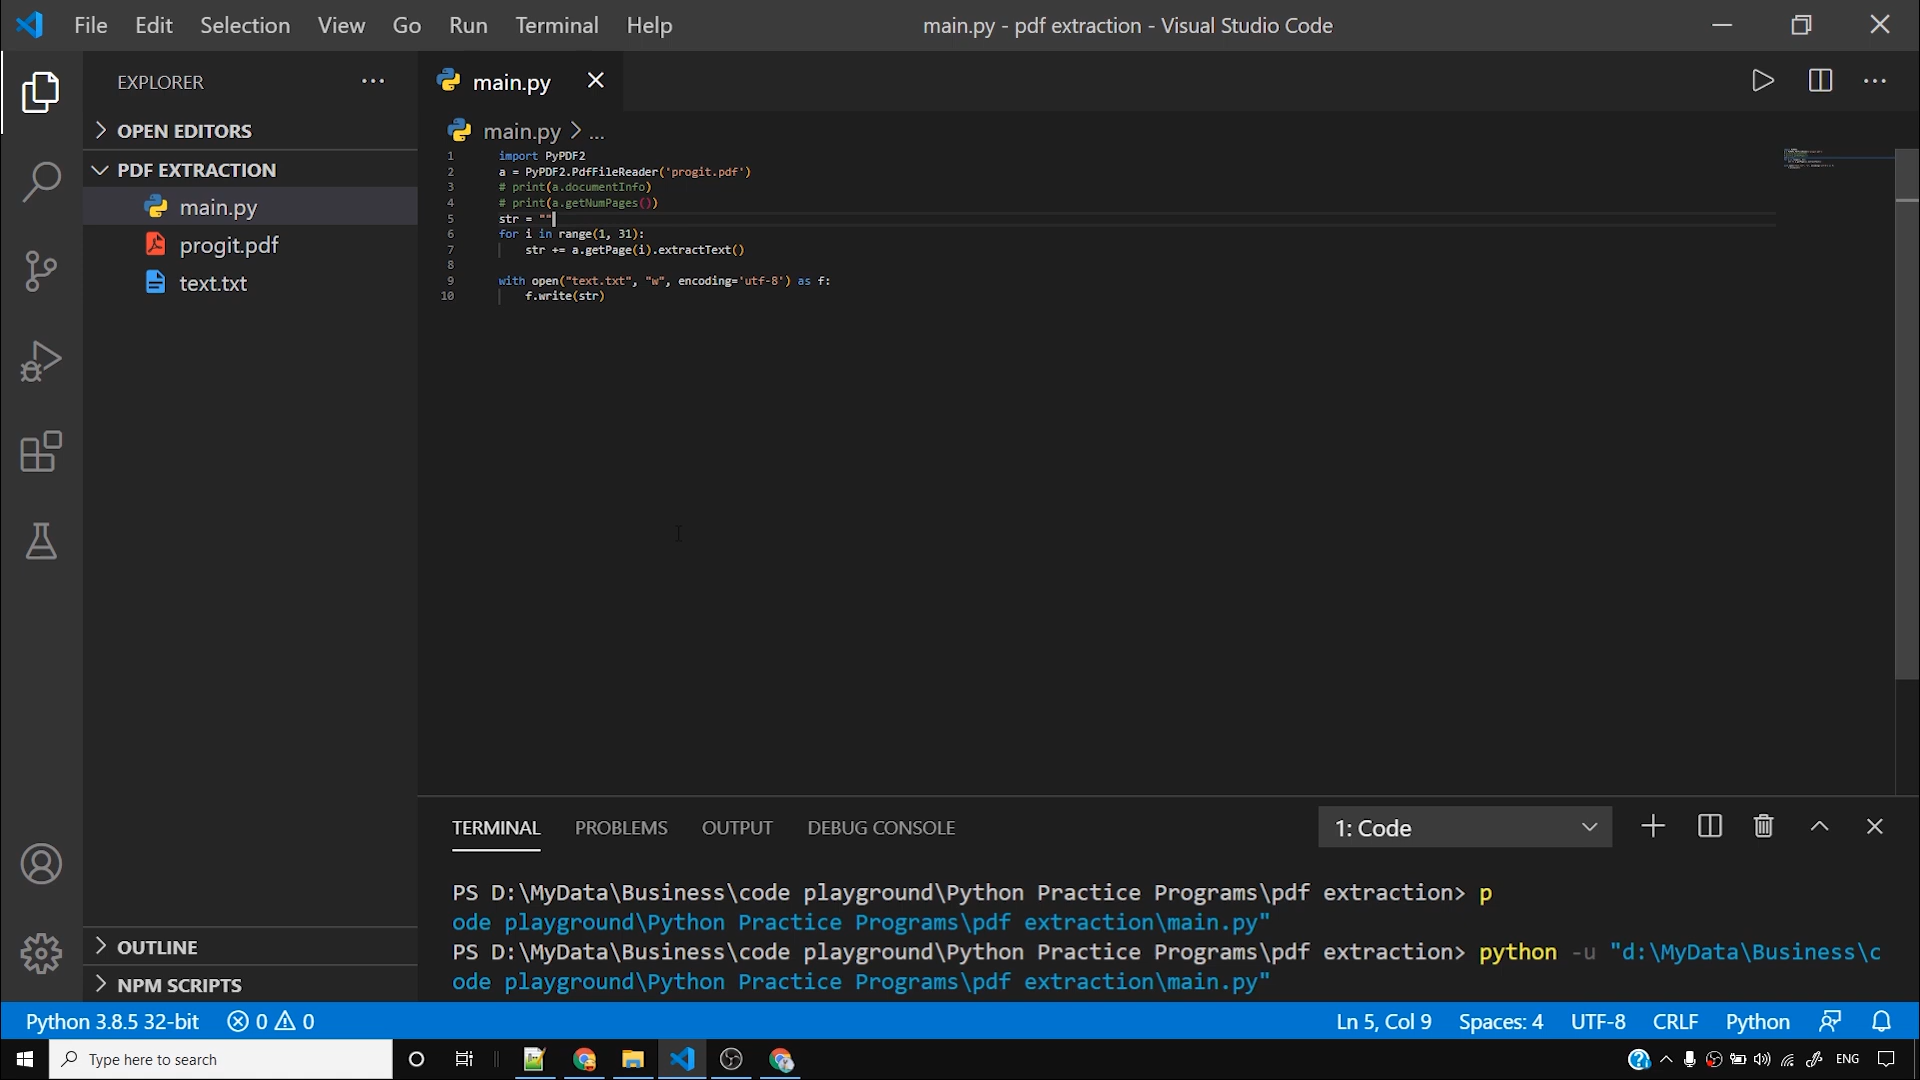 File Edit Selection View Go Run Terminal Help main.py - pdf extraction - Visual Studio Code
EXPLORER
OPEN EDITORS
PDF EXTRACTION
main.py
progit.pdf
text.txt
OUTLINE
NPM SCRIPTS
main.py
main.py > ...
1 import PyPDF2
2 a = PyPDF2.PdfFileReader('progit.pdf')
3 # print(a.documentInfo)
4 # print(a.getNumPages())
5 str = ""
6 for i in range(1, 31):
7 str += a.getPage(i).extractText()
8
9 with open("text.txt", "w", encoding='utf-8') as f:
10 f.write(str)
TERMINAL PROBLEMS OUTPUT DEBUG CONSOLE 1: Code
PS D:\MyData\Business\code playground\Python Practice Programs\pdf extraction> p
ode playground\Python Practice Programs\pdf extraction\main.py"
PS D:\MyData\Business\code playground\Python Practice Programs\pdf extraction> python -u "d:\MyData\Business\c
ode playground\Python Practice Programs\pdf extraction\main.py"
Python 3.8.5 32-bit 0 0 Ln 5, Col 9 Spaces: 4 UTF-8 CRLF Python
Type here to search ENG